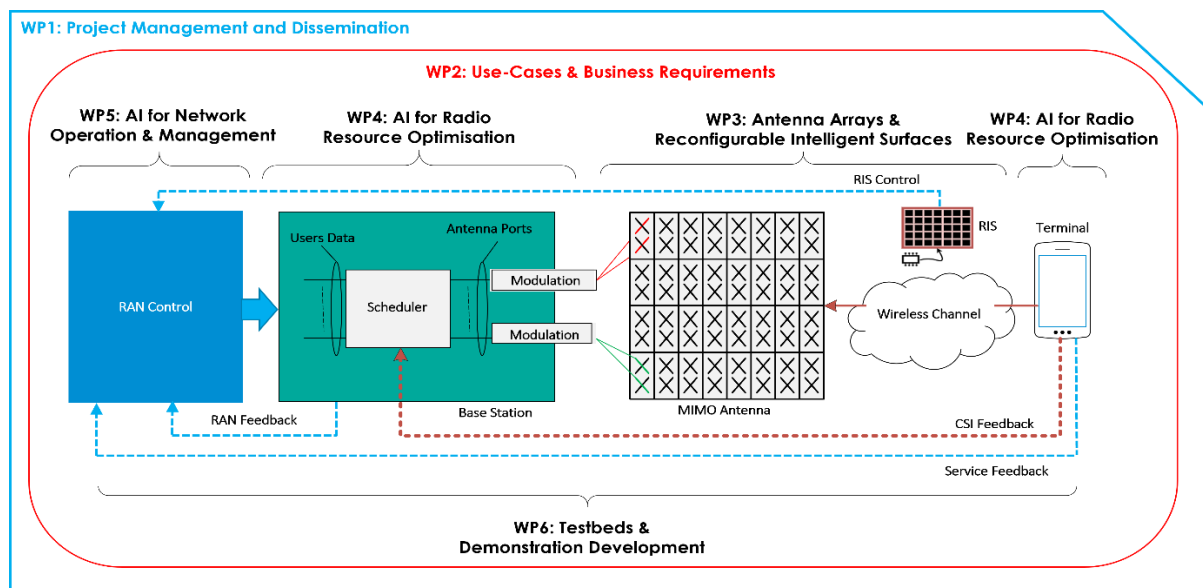 WP1: Project Management and Dissemination
WP2: Use-Cases & Business Requirements
WP5: AI for Network
Operation & Management
WP4: AI for Radio
Resource Optimisation
WP3: Antenna Arrays &
Reconfigurable Intelligent Surfaces
WP4: AI for Radio
Resource Optimisation
RIS Control
Users Data
Antenna Ports
RIS
Terminal
Modulation
RAN Control
Scheduler
Wireless Channel
Modulation
RAN Feedback
Base Station
MIMO Antenna
CSI Feedback
Service Feedback
WP6: Testbeds &
Demonstration Development